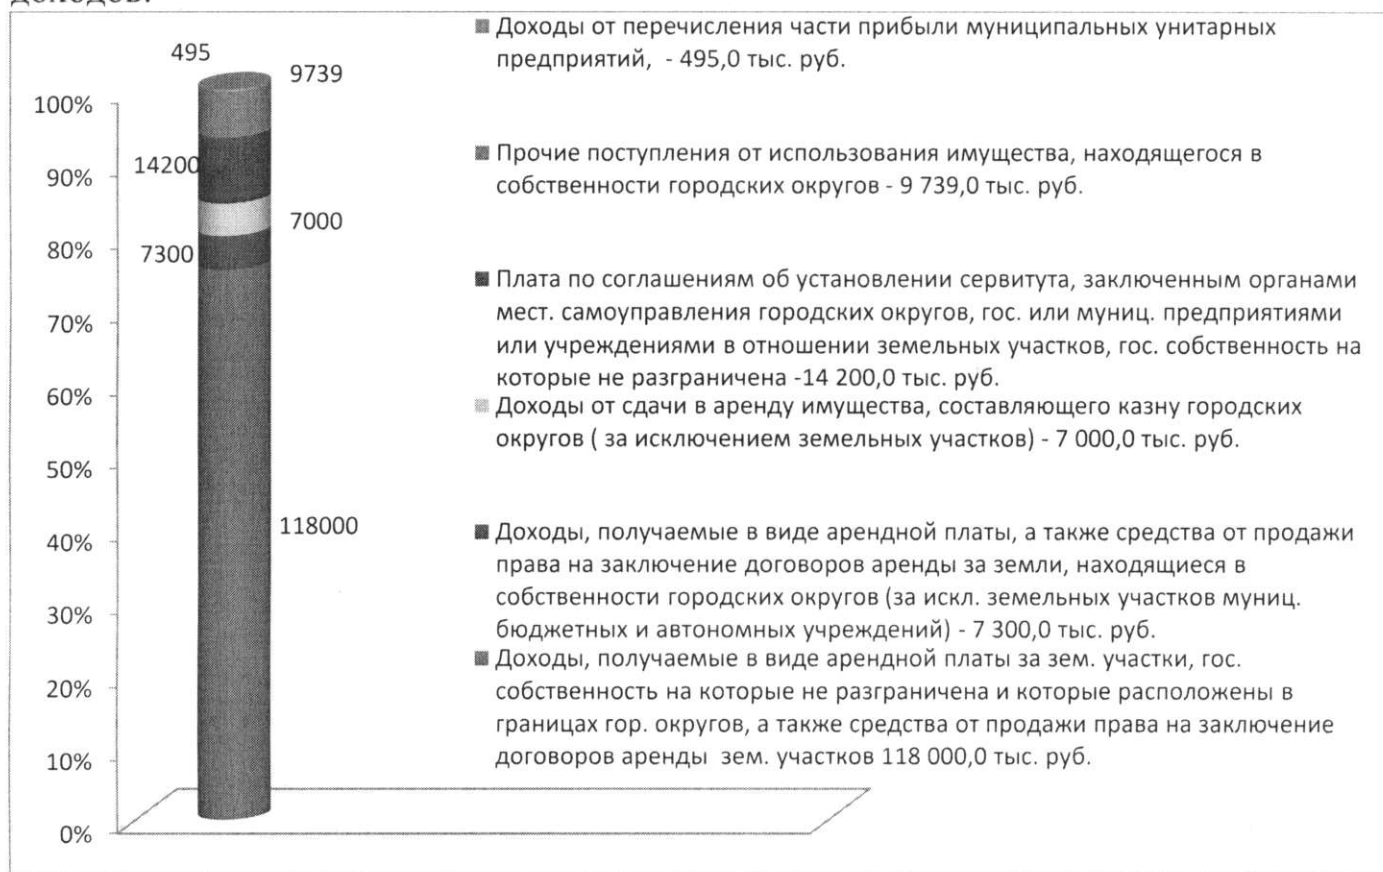 доходов.
495
9739
100%
14200
90%
7000
80%
7300
70%
60%
50%
118000
40%
30%
20%
10%
0%
Доходы от перечисления части прибыли муниципальных унитарных
предприятий, - 495,0 тыс. руб.
Прочие поступления от использования имущества, находящегося в
собственности городских округов - 9 739,0 тыс. руб.
Плата по соглашениям об установлении сервитута, заключенным органами
мест. самоуправления городских округов, гос. или муниц. предприятиями
или учреждениями в отношении земельных участков, гос. собственность на
которые не разграничена -14 200,0 тыс. руб.
Доходы от сдачи в аренду имущества, составляющего казну городских
округов ( за исключением земельных участков) - 7 000,0 тыс. руб.
Доходы, получаемые в виде арендной платы, а также средства от продажи
права на заключение договоров аренды за земли, находящиеся в
собственности городских округов (за искл. земельных участков муниц.
бюджетных и автономных учреждений) - 7 300,0 тыс. руб.
Доходы, получаемые в виде арендной платы за зем. участки, гос.
собственность на которые не разграничена и которые расположены в
границах гор. округов, а также средства от продажи права на заключение
договоров аренды зем. участков 118 000,0 тыс. руб.